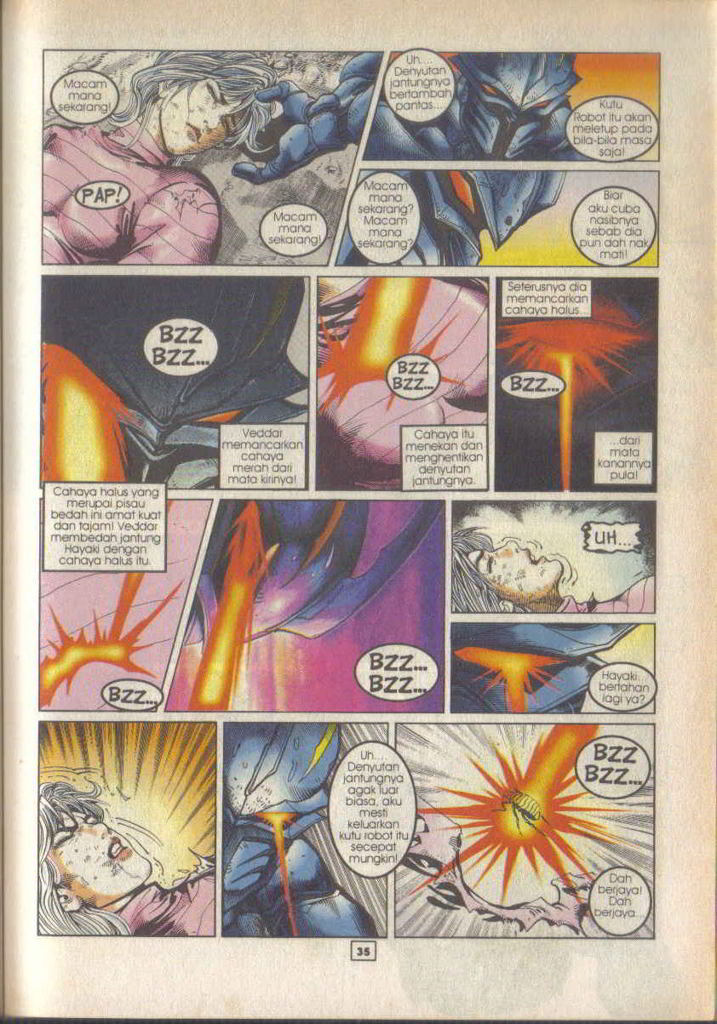 Macam
mana
sekarang!
PAP!
Macam
mana
sekarang!
Uh....
Denyutan
jantungnya
bertambah
pantas....
Kutu
Robot itu akan
meletup pada
bila-bila masa
saja!
Macam
mana
sekarang?
Macam
mana
sekarang?
Biar
aku cuba
nasibnya
sebab dia
pun dah nak
mati!
BZZ
BZZ...
Veddar
memancarkan
cahaya
merah dari
mata kirinya!
BZZ
BZZ...
Cahaya itu
menekan dan
menghentikan
denyutan
jantungnya.
Seterusnya dia
memancarkan
cahaya halus...
BZZ...
...dari
mata
kanannya
pula!
Cahaya halus yang
merupai pisau
bedah ini amat kuat
dan tajam! Veddar
membedah jantung
Hayaki dengan
cahaya halus itu.
BZZ...
BZZ...
BZZ...
UH...
Hayaki...
bertahan
lagi ya?
Uh...
Denyutan
jantungnya
agak luar
biasa, aku
mesti
keluarkan
kutu robot itu
secepat
mungkin!
BZZ
BZZ...
Dah
berjaya!
Dah
berjaya...
35